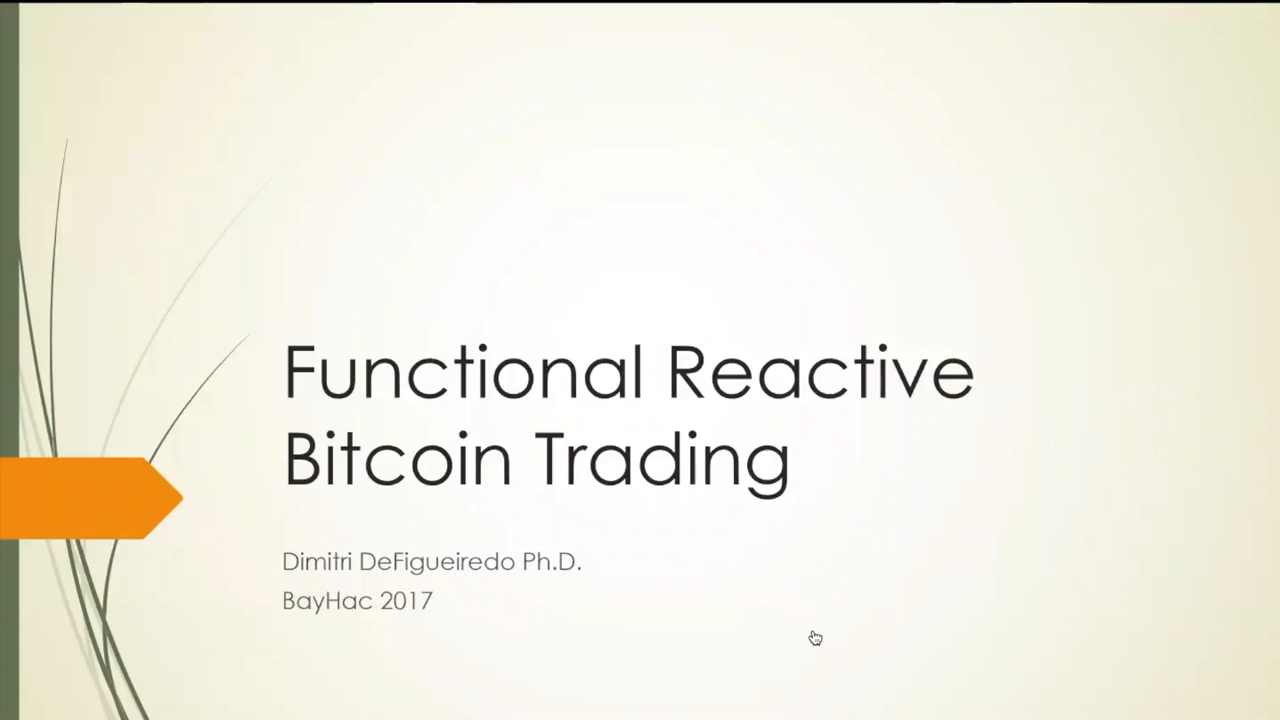 Functional Reactive
Bitcoin Trading
Dimitri DeFigueiredo Ph.D.
BayHac 2017